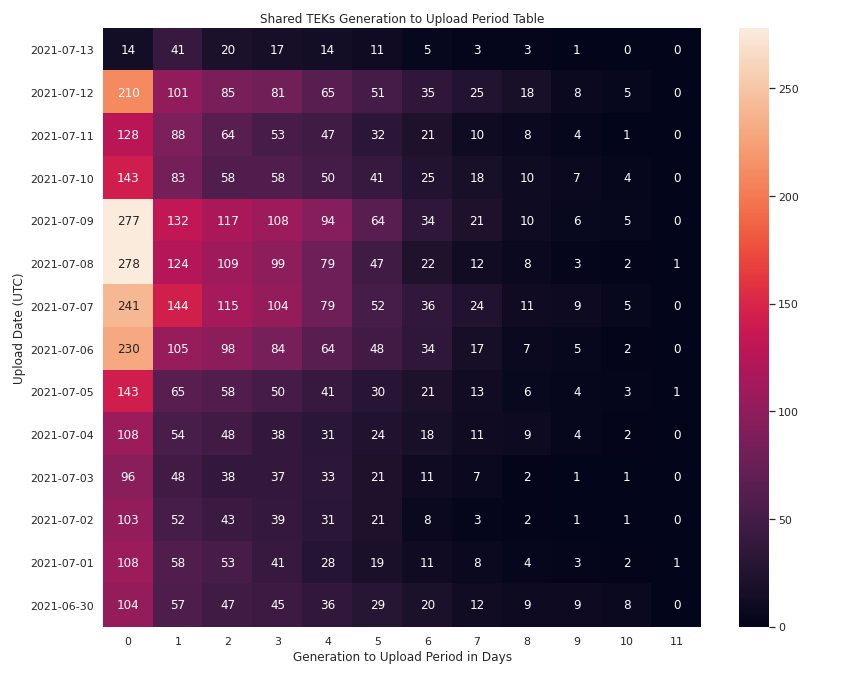 Shared TEKs Generation to Upload Period Table
Upload Date (UTC)
2021-07-13 14 41 20 17 14 11 5 3 3 1 0 0
2021-07-12 210 101 85 81 65 51 35 25 18 8 5 0
2021-07-11 128 88 64 53 47 32 21 10 8 4 1 0
2021-07-10 143 83 58 58 50 41 25 18 10 7 4 0
2021-07-09 277 132 117 108 94 64 34 21 10 6 5 0
2021-07-08 278 124 109 99 79 47 22 12 8 3 2 1
2021-07-07 241 144 115 104 79 52 36 24 11 9 5 0
2021-07-06 230 105 98 84 64 48 34 17 7 5 2 0
2021-07-05 143 65 58 50 41 30 21 13 6 4 3 1
2021-07-04 108 54 48 38 31 24 18 11 9 4 2 0
2021-07-03 96 48 38 37 33 21 11 7 2 1 1 0
2021-07-02 103 52 43 39 31 21 8 3 2 1 1 0
2021-07-01 108 58 53 41 28 19 11 8 4 3 2 1
2021-06-30 104 57 47 45 36 29 20 12 9 9 8 0
0 1 2 3 4 5 6 7 8 9 10 11
Generation to Upload Period in Days
250
200
150
100
50
0